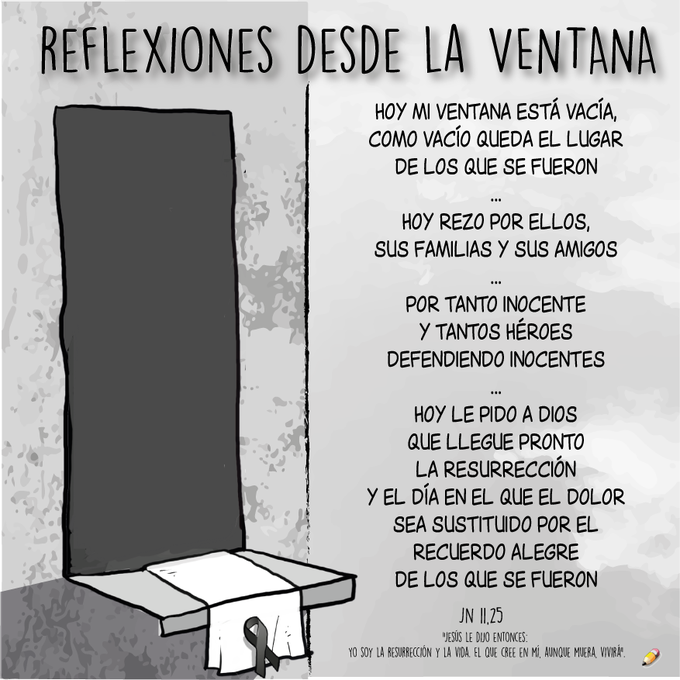 REFLEXIONES DESDE LA VENTANA
HOY MI VENTANA ESTÁ VACÍA,
COMO VACÍO QUEDA EL LUGAR
DE LOS QUE SE FUERON
...
HOY REZO POR ELLOS,
SUS FAMILIAS Y SUS AMIGOS
...
POR TANTO INOCENTE
Y TANTOS HÉROES
DEFENDIENDO INOCENTES
...
HOY LE PIDO A DIOS
QUE LLEGUE PRONTO
LA RESURRECCIÓN
Y EL DÍA EN EL QUE EL DOLOR
SEA SUSTITUIDO POR EL
RECUERDO ALEGRE
DE LOS QUE SE FUERON
JN 11,25
"JESÚS LE DIJO ENTONCES:
YO SOY LA RESURRECCIÓN Y LA VIDA. EL QUE CREE EN MÍ, AUNQUE MUERA, VIVIRÁ".